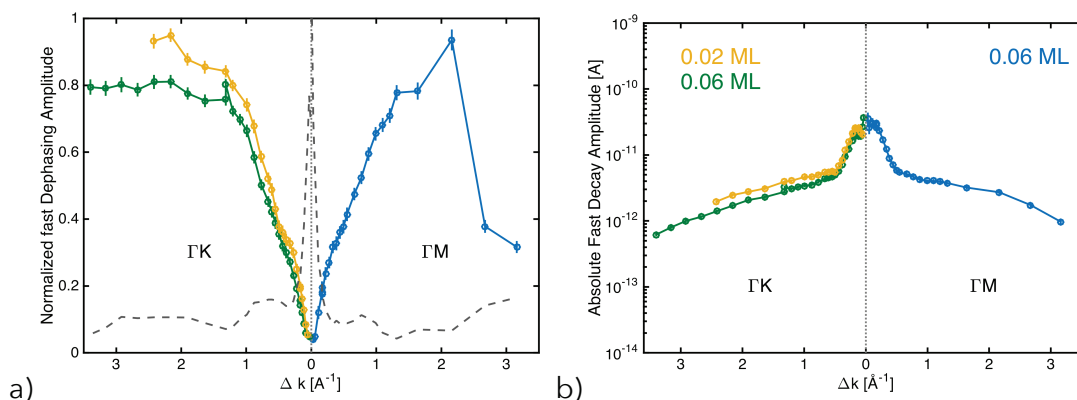 a)
Normalized fast Dephasing Amplitude
1
0.8
0.6
0.4
0.2
0
ΓK
ΓM
3 2 1 0 1 2 3
Δ k [A⁻¹]
b)
Absolute Fast Decay Amplitude [A]
10⁻⁹
10⁻¹⁰
10⁻¹¹
10⁻¹²
10⁻¹³
10⁻¹⁴
0.02 ML
0.06 ML
0.06 ML
ΓK
ΓM
3 2 1 0 1 2 3
Δk [Å⁻¹]